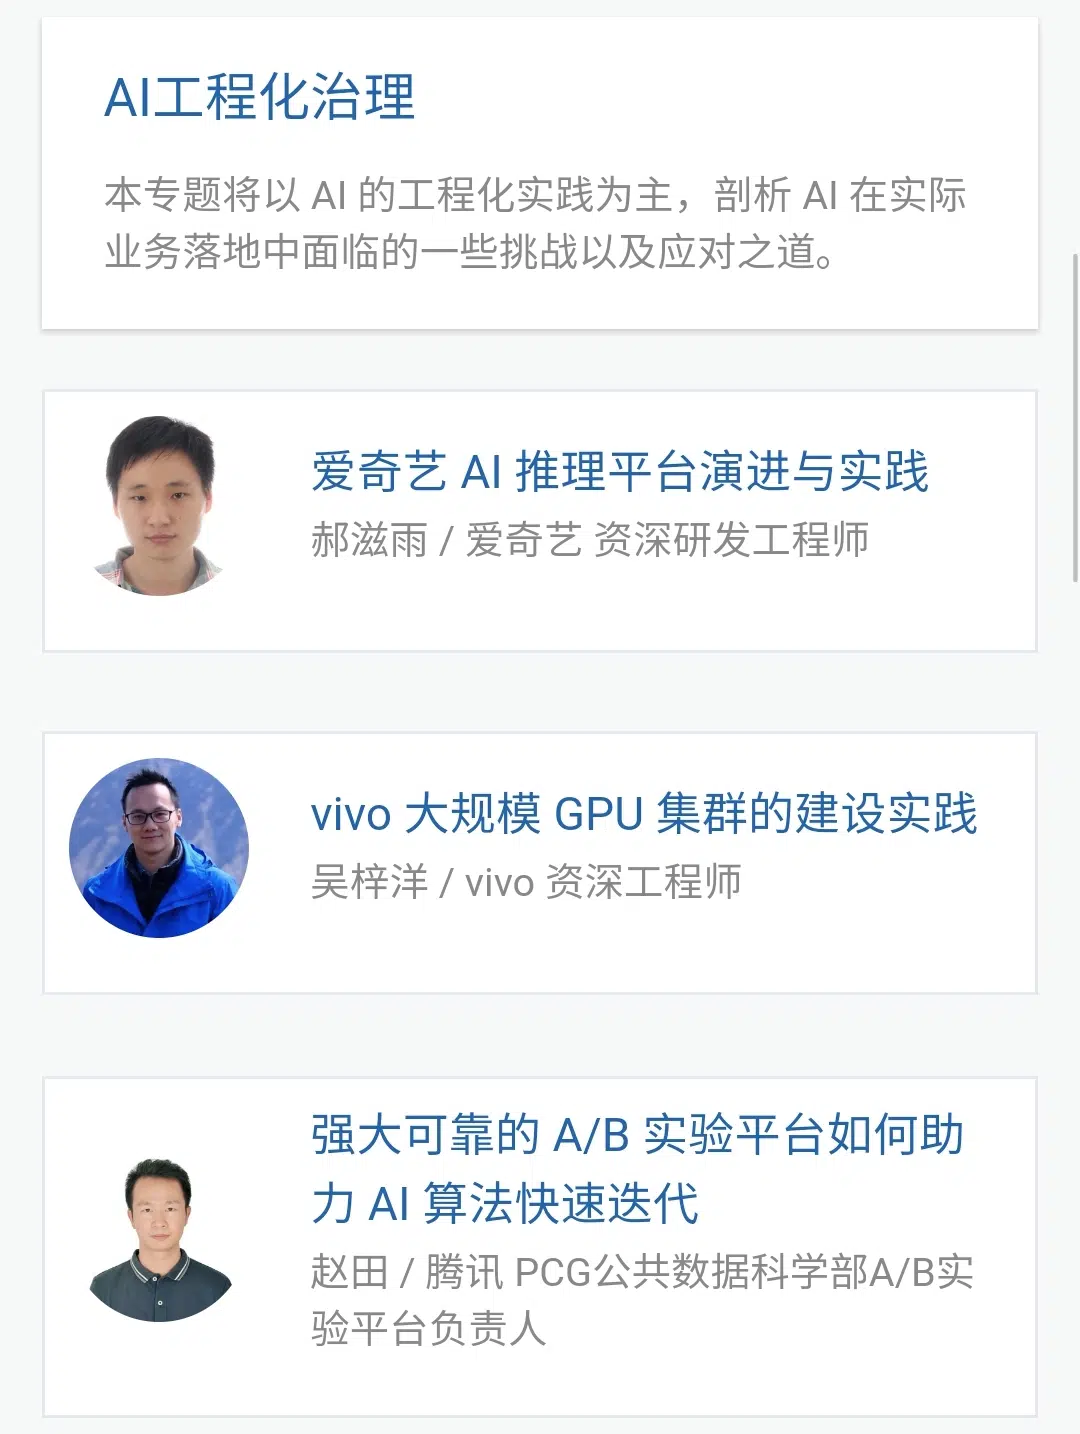 AI工程化治理
本专题将以 AI 的工程化实践为主，剖析 AI 在实际
业务落地中面临的一些挑战以及应对之道。
爱奇艺 AI 推理平台演进与实践
郝滋雨 / 爱奇艺 资深研发工程师
vivo 大规模 GPU 集群的建设实践
吴梓洋 / vivo 资深工程师
强大可靠的 A/B 实验平台如何助
力 AI 算法快速迭代
赵田 / 腾讯 PCG公共数据科学部A/B实
验平台负责人